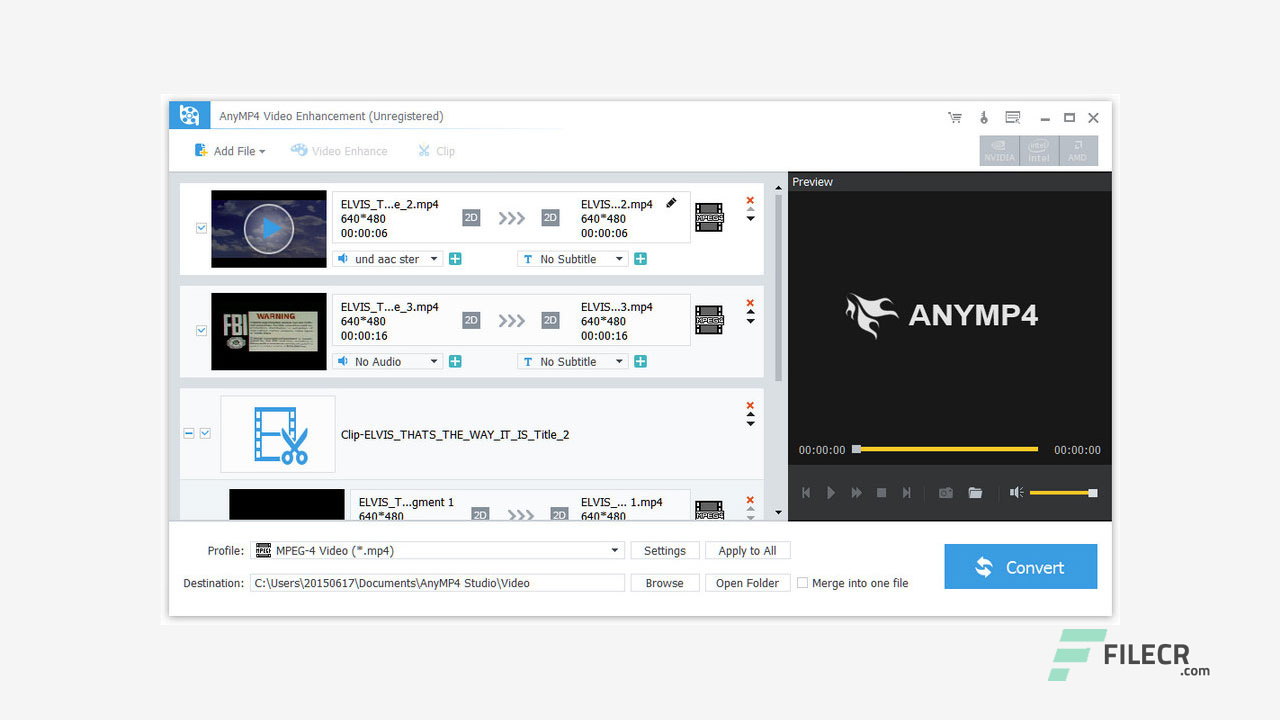 AnyMP4 Video Enhancement (Unregistered)
Add File
Video Enhance
Clip
NVIDIA
intel
AMD
ELVIS_T...e_2.mp4
640*480
00:00:06
2D
2D
ELVIS...2.mp4
640*480
00:00:06
MPEG4
und aac ster
T No Subtitle
FBI
WARNING
ELVIS_T...e_3.mp4
640*480
00:00:16
2D
2D
ELVIS...3.mp4
640*480
00:00:16
MPEG4
No Audio
T No Subtitle
Clip-ELVIS_THATS_THE_WAY_IT_IS_Title_2
ELVIS_T...gment 1
640*480
2D
2D
ELVIS_... 1.mp4
640*480
MPEG4
Preview
ANYMP4
00:00:00
00:00:00
Profile:
MPEG
MPEG-4 Video (*.mp4)
Settings
Apply to All
Destination:
C:\Users\20150617\Documents\AnyMP4 Studio\Video
Browse
Open Folder
Merge into one file
Convert
FILECR
.com